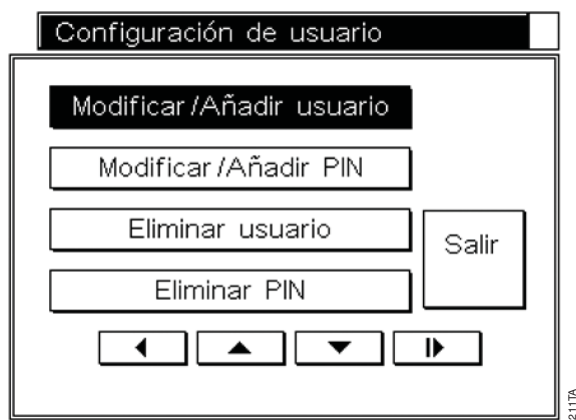 Configuración de usuario
Modificar/Añadir usuario
Modificar/Añadir PIN
Eliminar usuario
Salir
Eliminar PIN
211TA